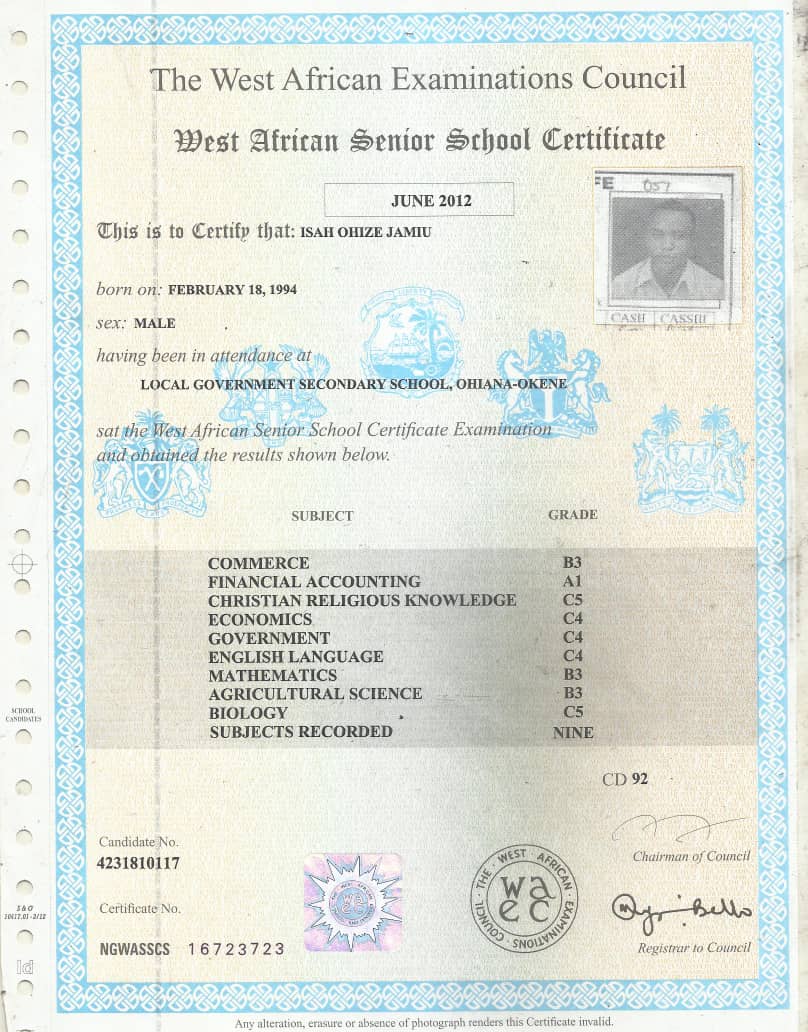 The West African Examinations Council
West African Senior School Certificate
JUNE 2012
FE 057
This is to Certify that: ISAH OHIZE JAMIU
born on: FEBRUARY 18, 1994
sex: MALE
CASH CASSIU
having been in attendance at
LOCAL GOVERNMENT SECONDARY SCHOOL, OHIANA-OKENE
sat the West African Senior School Certificate Examination
and obtained the results shown below.
SUBJECT GRADE
COMMERCE B3
FINANCIAL ACCOUNTING A1
CHRISTIAN RELIGIOUS KNOWLEDGE C5
ECONOMICS C4
GOVERNMENT C4
ENGLISH LANGUAGE C4
MATHEMATICS B3
AGRICULTURAL SCIENCE B3
BIOLOGY C5
SUBJECTS RECORDED NINE
SCHOOL
CANDIDATES
CD 92
Candidate No.
4231810117
Chairman of Council
Certificate No.
NGWASSCS 16723723
THE · WEST AFRICAN · EXAMINATIONS · COUNCIL
wa
ec
Bello
Registrar to Council
S & O
Id
Any alteration, erasure or absence of photograph renders this Certificate invalid.